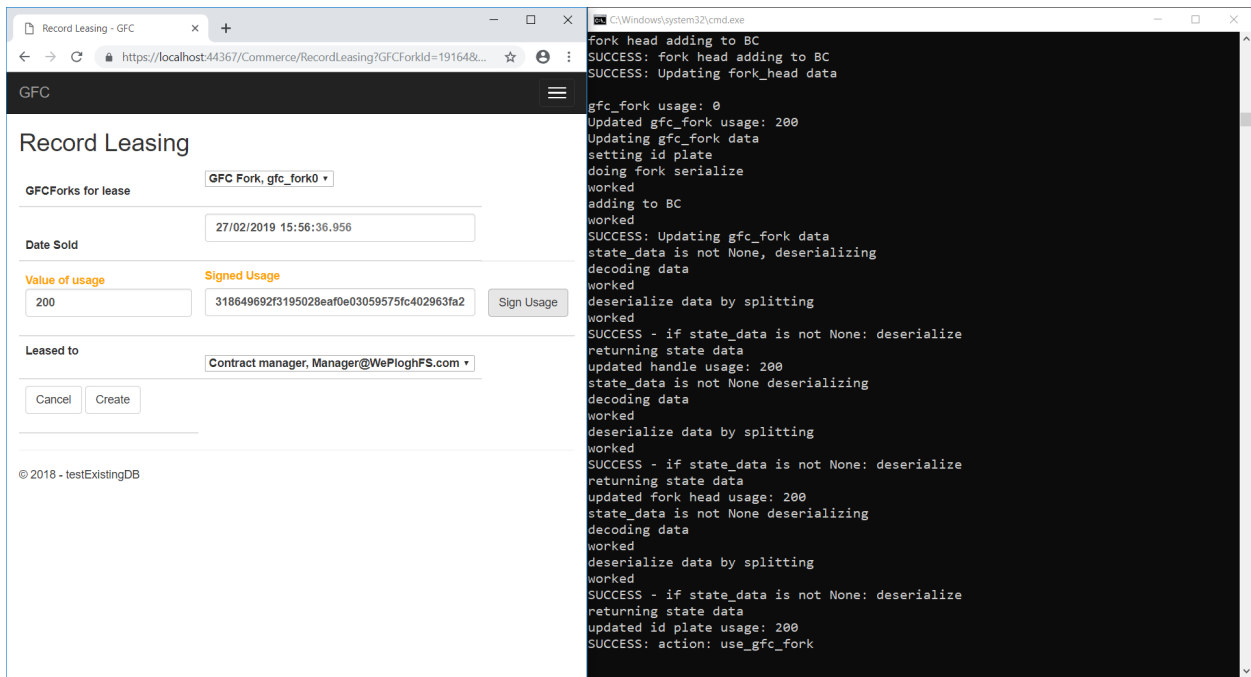 Record Leasing - GFC
https://localhost:44367/Commerce/RecordLeasing?GFCForkId=19164&...
GFC
Record Leasing
GFCForks for lease
GFC Fork, gfc_fork0
Date Sold
27/02/2019 15:56:36.956
Value of usage
Signed Usage
200
318649692f3195028eaf0e03059575fc402963fa2
Sign Usage
Leased to
Contract manager, Manager@WePloghFS.com
Cancel
Create
© 2018 - testExistingDB
C:\Windows\system32\cmd.exe
fork head adding to BC
SUCCESS: fork head adding to BC
SUCCESS: Updating fork_head data
gfc_fork usage: 0
Updated gfc_fork usage: 200
Updating gfc_fork data
setting id plate
doing fork serialize
worked
adding to BC
worked
SUCCESS: Updating gfc_fork data
state_data is not None, deserializing
decoding data
worked
deserialize data by splitting
worked
SUCCESS - if state_data is not None: deserialize
returning state data
updated handle usage: 200
state_data is not None deserializing
decoding data
worked
deserialize data by splitting
worked
SUCCESS - if state_data is not None: deserialize
returning state data
updated fork head usage: 200
state_data is not None deserializing
decoding data
worked
deserialize data by splitting
worked
SUCCESS - if state_data is not None: deserialize
returning state data
updated id plate usage: 200
SUCCESS: action: use_gfc_fork